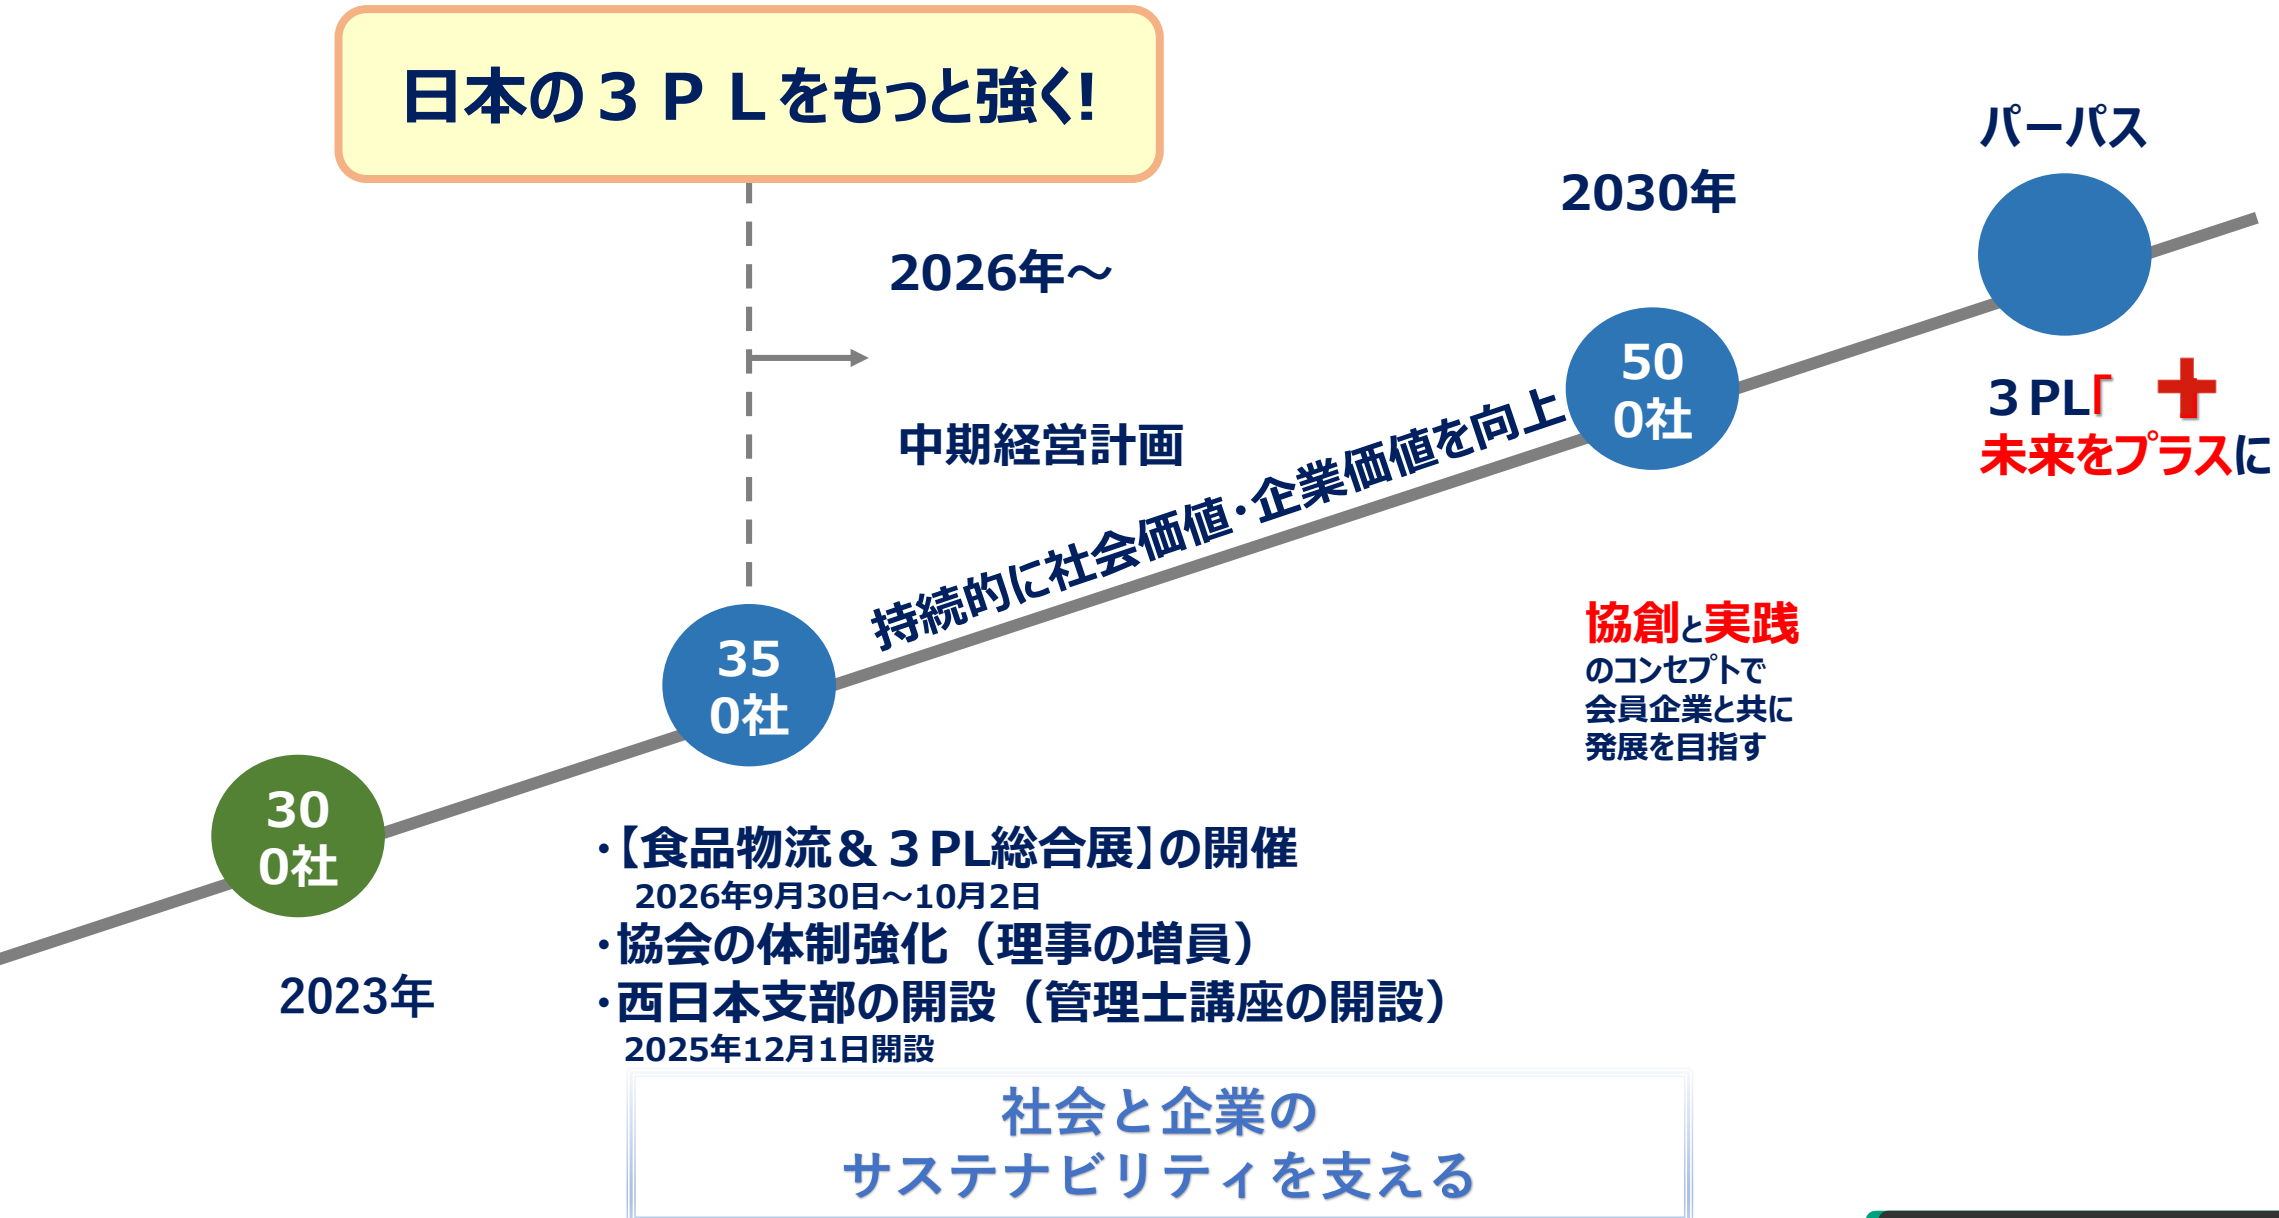 日本の３ＰＬをもっと強く!
パーパス
2030年
2026年～
50
0社
３PL「 ＋
未来をプラスに
中期経営計画
持続的に社会価値・企業価値を向上
協創と実践
のコンセプトで
会員企業と共に
発展を目指す
35
0社
30
0社
2023年
・【食品物流＆３PL総合展】の開催
2026年9月30日～10月2日
・協会の体制強化（理事の増員）
・西日本支部の開設（管理士講座の開設）
2025年12月1日開設
社会と企業の
サステナビリティを支える